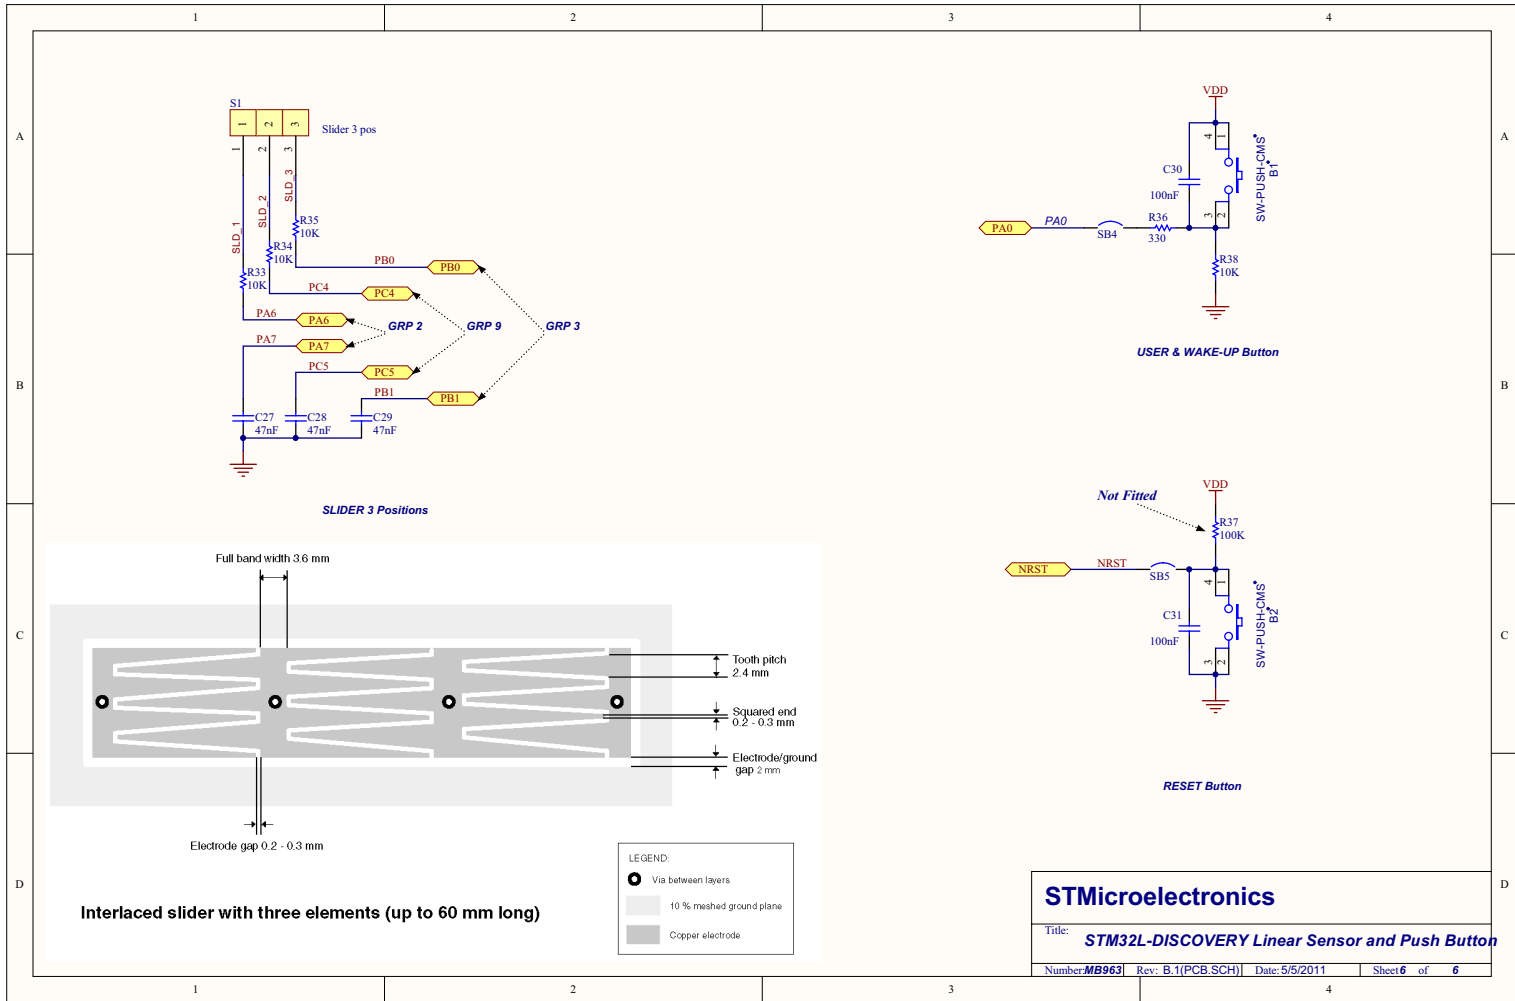 1
2
3
4
A
A
S1
1
2
3
Slider 3 pos
1
2
3
SLD_1
SLD_2
SLD_3
R35
10K
R34
10K
R33
10K
PB0
PB0
PC4
PC4
PA6
PA6
PA7
PA7
PC5
PC5
PB1
PB1
GRP 2
GRP 9
GRP 3
C27
47nF
C28
47nF
C29
47nF
SLIDER 3 Positions
VDD
4
1
C30
100nF
SW-PUSH-CMS
B1
3
2
PA0
PA0
SB4
R36
330
R38
10K
USER & WAKE-UP Button
B
B
VDD
Not Fitted
R37
100K
NRST
NRST
SB5
4
1
C31
100nF
SW-PUSH-CMS
B2
3
2
RESET Button
C
C
Full band width 3.6 mm
Tooth pitch
2.4 mm
Squared end
0.2 - 0.3 mm
Electrode/ground
gap 2 mm
Electrode gap 0.2 - 0.3 mm
LEGEND:
Via between layers
10 % meshed ground plane
Copper electrode
Interlaced slider with three elements (up to 60 mm long)
D
D
STMicroelectronics
Title:
STM32L-DISCOVERY Linear Sensor and Push Button
Number:MB963 Rev: B.1(PCB.SCH) Date: 5/5/2011 Sheet 6 of 6
1
2
3
4